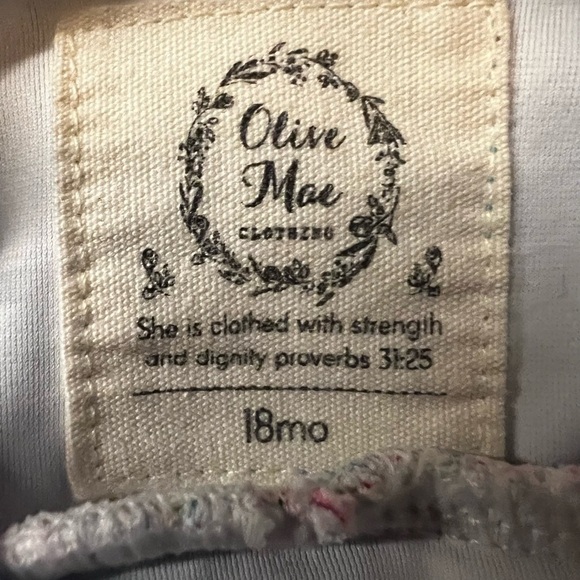 Olive
Mae
CLOTHING
She is clothed with strength
and dignity proverbs 31:25
18mo